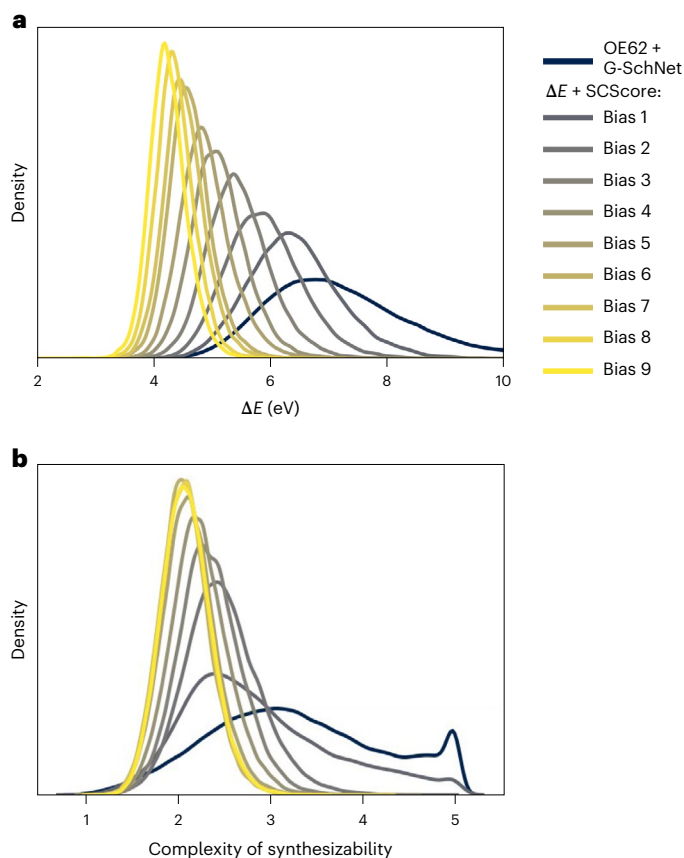 a
Density
2
4
6
8
10
ΔE (eV)
OE62 +
G-SchNet
ΔE + SCScore:
Bias 1
Bias 2
Bias 3
Bias 4
Bias 5
Bias 6
Bias 7
Bias 8
Bias 9
b
Density
1
2
3
4
5
Complexity of synthesizability